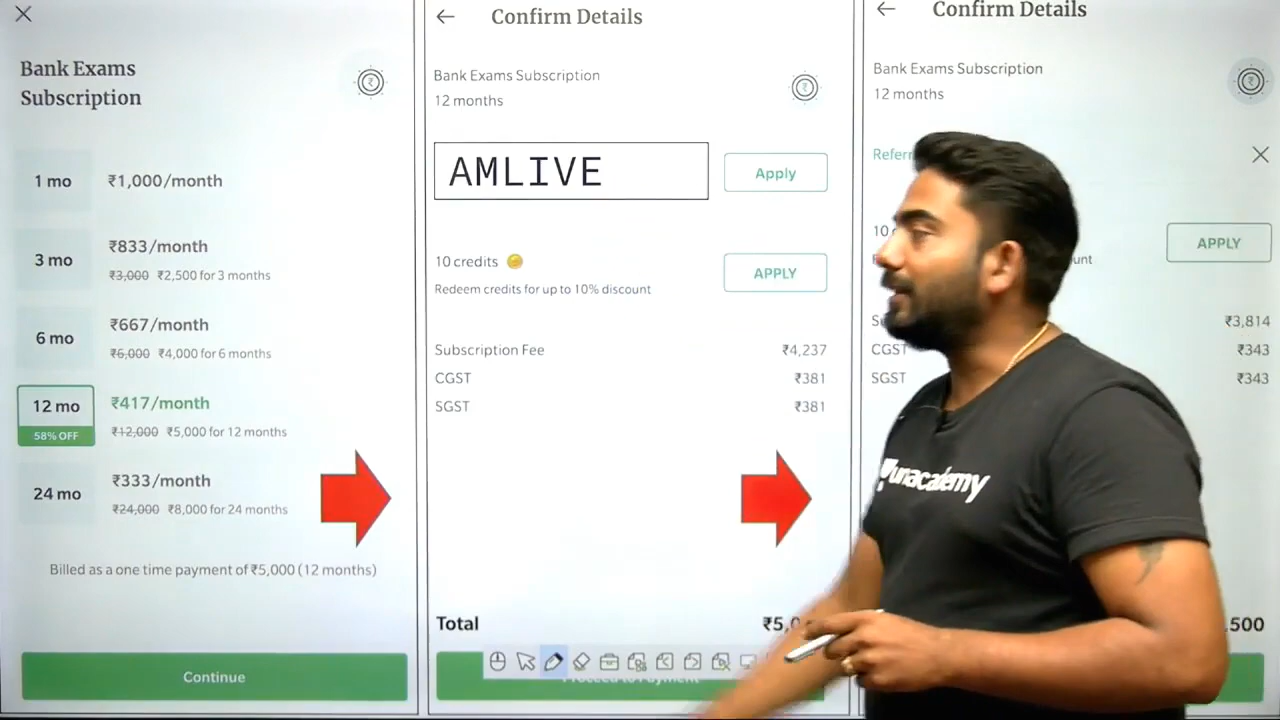 Bank Exams
Subscription
1 mo
₹1,000/month
3 mo
₹833/month
₹3,000 ₹2,500 for 3 months
6 mo
₹667/month
₹6,000 ₹4,000 for 6 months
12 mo
58% OFF
₹417/month
₹12,000 ₹5,000 for 12 months
24 mo
₹333/month
₹24,000 ₹8,000 for 24 months
Billed as a one time payment of ₹5,000 (12 months)
Continue
Confirm Details
Bank Exams Subscription
12 months
AMLIVE
Apply
10 credits
APPLY
Redeem credits for up to 10% discount
Subscription Fee ₹4,237
CGST ₹381
SGST ₹381
Total
Proceed to Payment
Confirm Details
Bank Exams Subscription
12 months
10
APPLY
₹3,814
CGST ₹343
SGST ₹343
unacademy